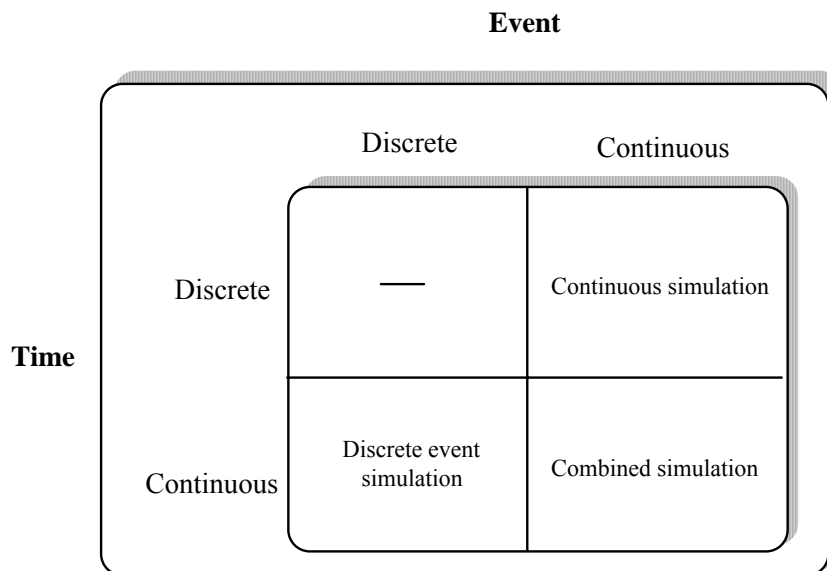 Event
Discrete
Continuous
Discrete
—
Continuous simulation
Time
Continuous
Discrete event
simulation
Combined simulation